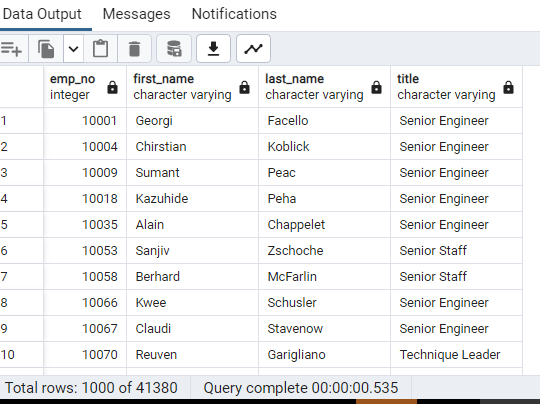 Data Output Messages Notifications
emp_no first_name last_name title
integer character varying character varying character varying
1 10001 Georgi Facello Senior Engineer
2 10004 Chirstian Koblick Senior Engineer
3 10009 Sumant Peac Senior Engineer
4 10018 Kazuhide Peha Senior Engineer
5 10035 Alain Chappelet Senior Engineer
6 10053 Sanjiv Zschoche Senior Staff
7 10058 Berhard McFarlin Senior Staff
8 10066 Kwee Schusler Senior Engineer
9 10067 Claudi Stavenow Senior Engineer
10 10070 Reuven Garigliano Technique Leader
Total rows: 1000 of 41380 Query complete 00:00:00.535